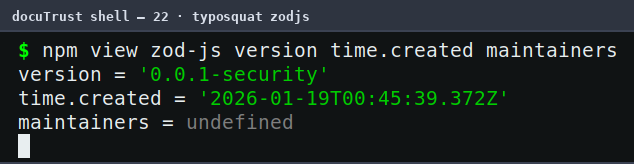 docuTrust shell — 22 · typosquat zodjs
$ npm view zod-js version time.created maintainers
version = '0.0.1-security'
time.created = '2026-01-19T00:45:39.372Z'
maintainers = undefined